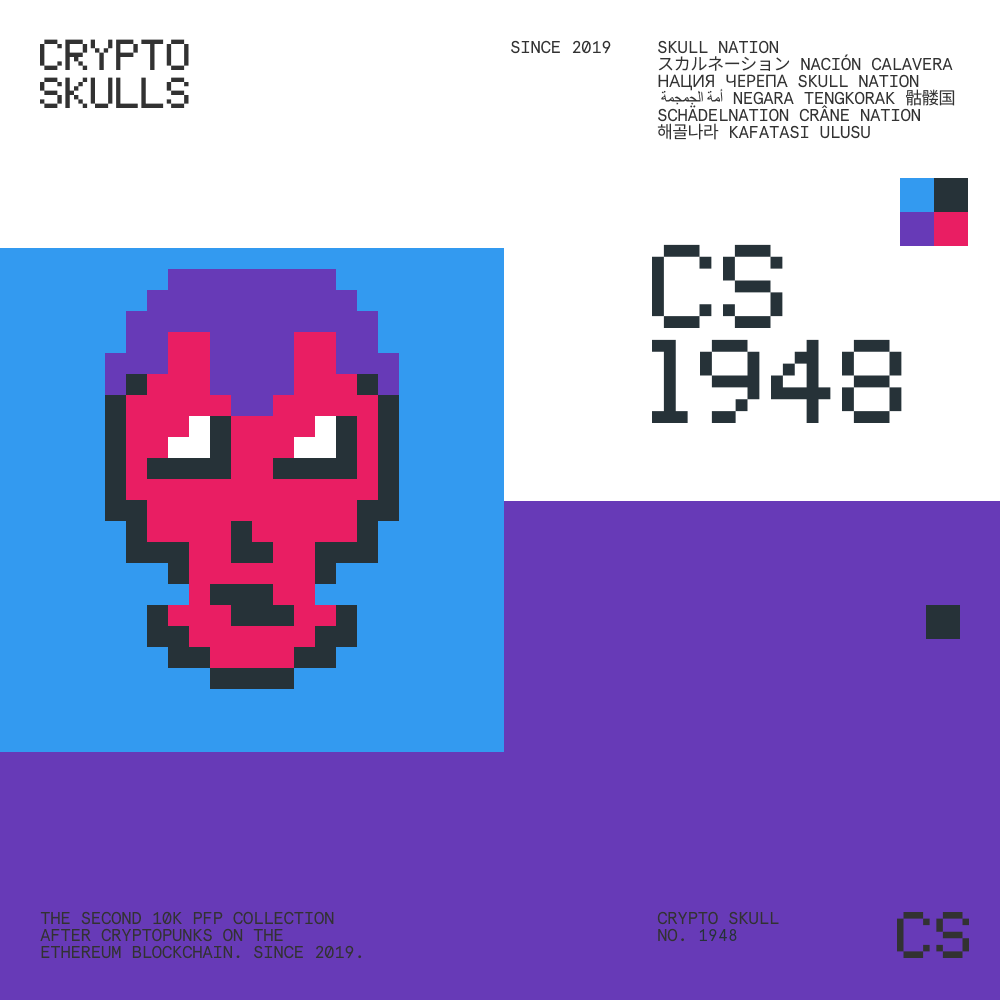 CRYPTO
SKULLS
SINCE 2019
SKULL NATION
スカルネーション NACIÓN CALAVERA
НАЦИЯ ЧЕРЕПА SKULL NATION
أمة الجمجمة NEGARA TENGKORAK 骷髅国
SCHÄDELNATION CRÂNE NATION
해골나라 KAFATASI ULUSU
CS
1948
THE SECOND 10K PFP COLLECTION
AFTER CRYPTOPUNKS ON THE
ETHEREUM BLOCKCHAIN. SINCE 2019.
CRYPTO SKULL
NO. 1948
CS